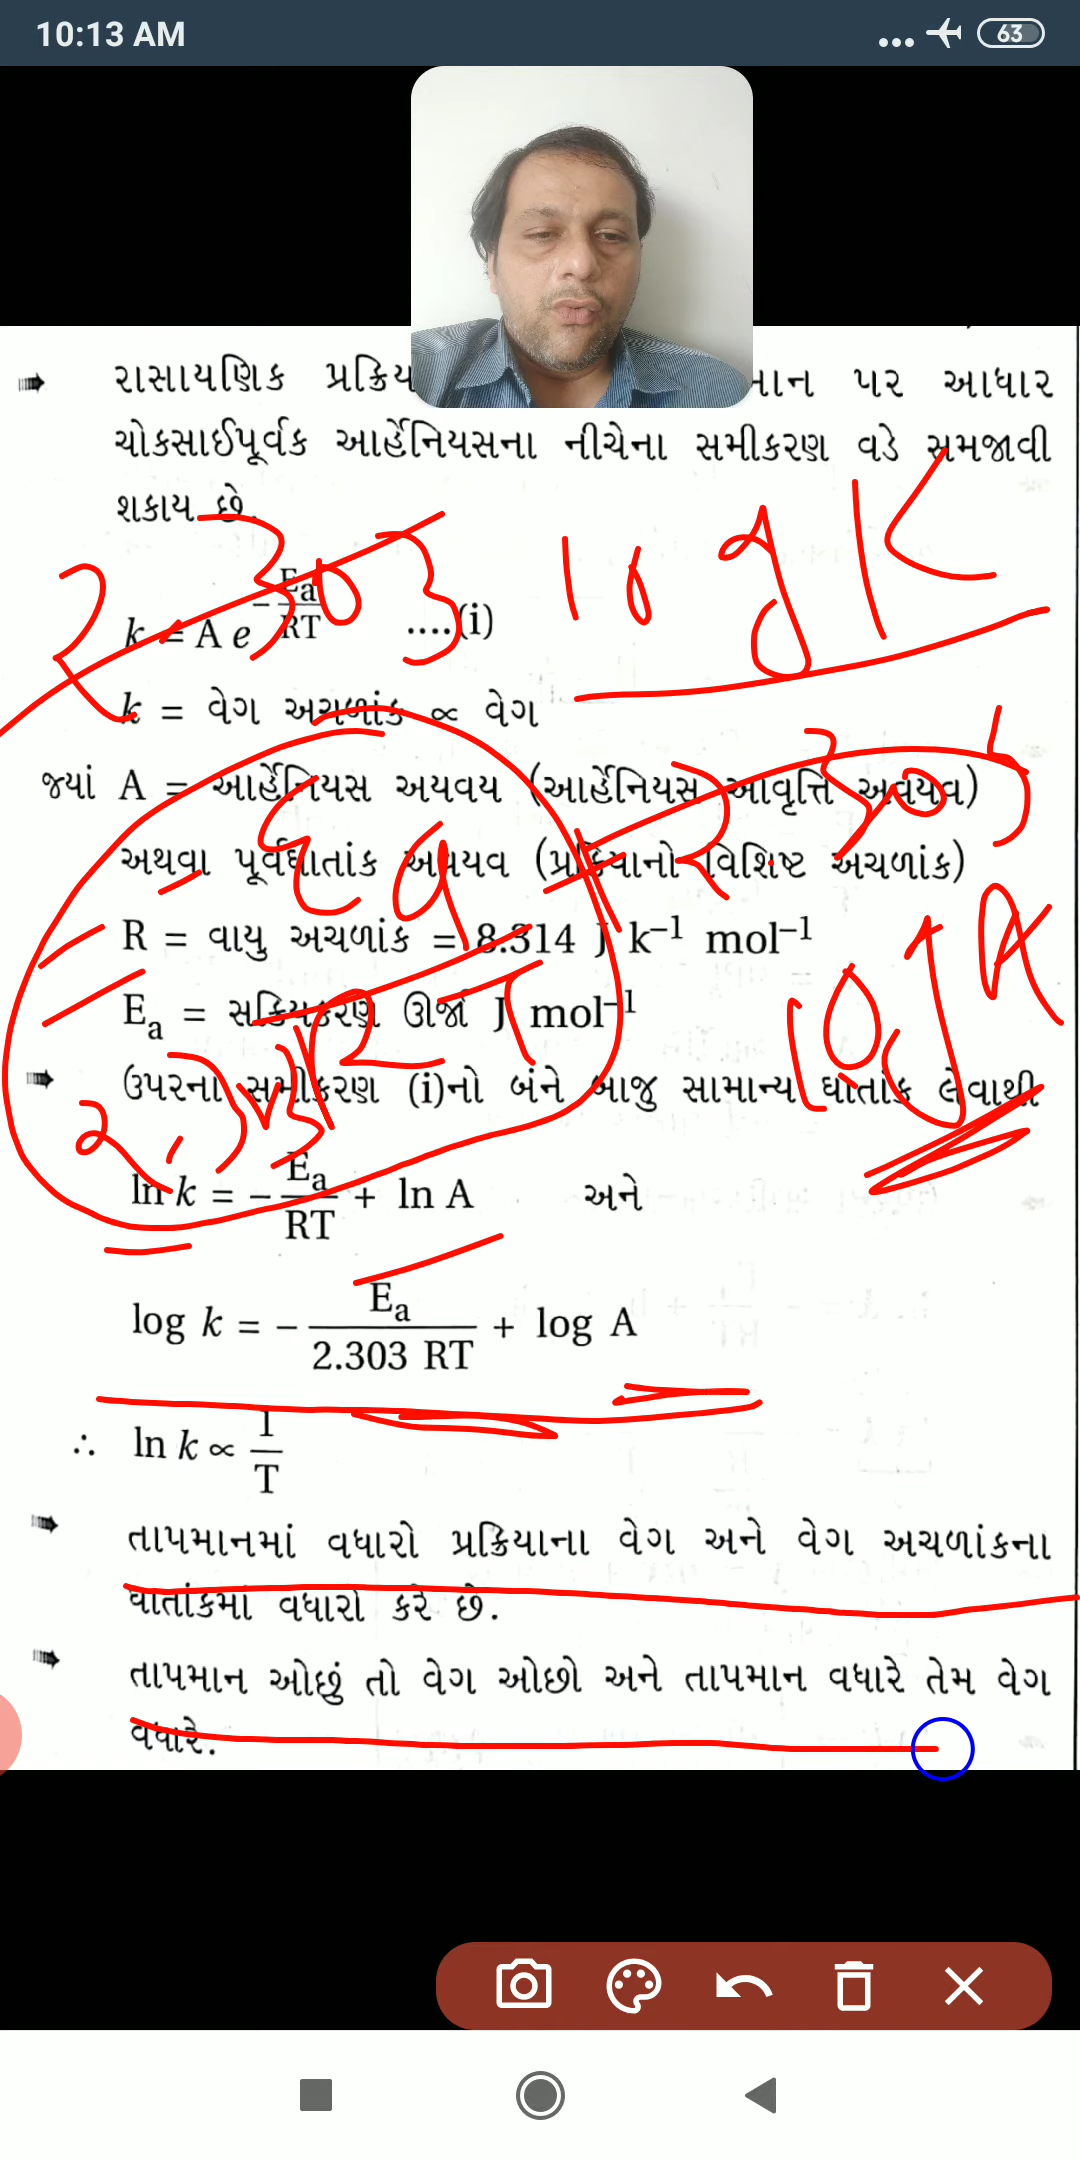 10:13 AM
63
રાસાયણિક પ્રક્રિય માન પર આધાર
ચોકસાઈપૂર્વક આર્હેનિયસના નીચેના સમીકરણ વડે સમજાવી
શકાય છે.
2.303 log K
k = A e^(-Ea/RT) ....(i)
k = વેગ અચળાંક ∝ વેગ
જ્યાં A = આર્હેનિયસ અયવય (આર્હેનિયસ આવૃત્તિ અવયવ)
અથવા પૂર્વઘાતાંક અવયવ (પ્રક્રિયાનો વિશિષ્ટ અચળાંક)
R = વાયુ અચળાંક = 8.314 J k⁻¹ mol⁻¹
Ea = સક્રિયકરણ ઊર્જા J mol⁻¹
ઉપરના સમીકરણ (i)નો બંને બાજુ સામાન્ય ઘાતાંક લેવાથી
ln k = - Ea/RT + ln A અને
log k = - Ea/2.303 RT + log A
∴ ln k ∝ 1/T
તાપમાનમાં વધારો પ્રક્રિયાના વેગ અને વેગ અચળાંકના
ઘાતાંકમાં વધારો કરે છે.
તાપમાન ઓછું તો વેગ ઓછો અને તાપમાન વધારે તેમ વેગ
વધારે.